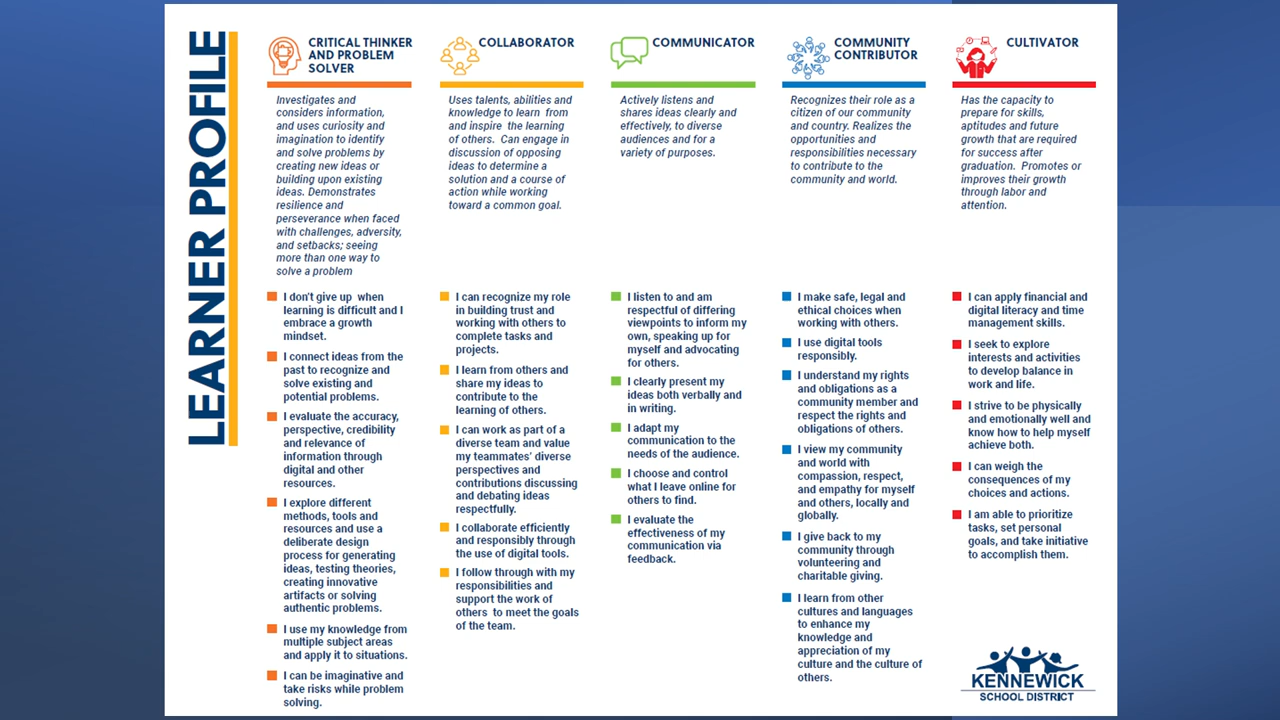 LEARNER PROFILE
CRITICAL THINKER
AND PROBLEM
SOLVER
Investigates and
considers information,
and uses curiosity and
imagination to identify
and solve problems by
creating new ideas or
building upon existing
ideas. Demonstrates
resilience and
perseverance when faced
with challenges, adversity,
and setbacks; seeing
more than one way to
solve a problem
I don't give up when
learning is difficult and I
embrace a growth
mindset.
I connect ideas from the
past to recognize and
solve existing and
potential problems.
I evaluate the accuracy,
perspective, credibility
and relevance of
information through
digital and other
resources.
I explore different
methods, tools and
resources and use a
deliberate design
process for generating
ideas, testing theories,
creating innovative
artifacts or solving
authentic problems.
I use my knowledge from
multiple subject areas
and apply it to situations.
I can be imaginative and
take risks while problem
solving.
COLLABORATOR
Uses talents, abilities and
knowledge to learn from
and inspire the learning
of others. Can engage in
discussion of opposing
ideas to determine a
solution and a course of
action while working
toward a common goal.
I can recognize my role
in building trust and
working with others to
complete tasks and
projects.
I learn from others and
share my ideas to
contribute to the
learning of others.
I can work as part of a
diverse team and value
my teammates' diverse
perspectives and
contributions discussing
and debating ideas
respectfully.
I collaborate efficiently
and responsibly through
the use of digital tools.
I follow through with my
responsibilities and
support the work of
others to meet the goals
of the team.
COMMUNICATOR
Actively listens and
shares ideas clearly and
effectively, to diverse
audiences and for a
variety of purposes.
I listen to and am
respectful of differing
viewpoints to inform my
own, speaking up for
myself and advocating
for others.
I clearly present my
ideas both verbally and
in writing.
I adapt my
communication to the
needs of the audience.
I choose and control
what I leave online for
others to find.
I evaluate the
effectiveness of my
communication via
feedback.
COMMUNITY
CONTRIBUTOR
Recognizes their role as a
citizen of our community
and country. Realizes the
opportunities and
responsibilities necessary
to contribute to the
community and world.
I make safe, legal and
ethical choices when
working with others.
I use digital tools
responsibly.
I understand my rights
and obligations as a
community member and
respect the rights and
obligations of others.
I view my community
and world with
compassion, respect,
and empathy for myself
and others, locally and
globally.
I give back to my
community through
volunteering and
charitable giving.
I learn from other
cultures and languages
to enhance my
knowledge and
appreciation of my
culture and the culture of
others.
CULTIVATOR
Has the capacity to
prepare for skills,
aptitudes and future
growth that are required
for success after
graduation. Promotes or
improves their growth
through labor and
attention.
I can apply financial and
digital literacy and time
management skills.
I seek to explore
interests and activities
to develop balance in
work and life.
I strive to be physically
and emotionally well and
know how to help myself
achieve both.
I can weigh the
consequences of my
choices and actions.
I am able to prioritize
tasks, set personal
goals, and take initiative
to accomplish them.
KENNEWICK
SCHOOL DISTRICT